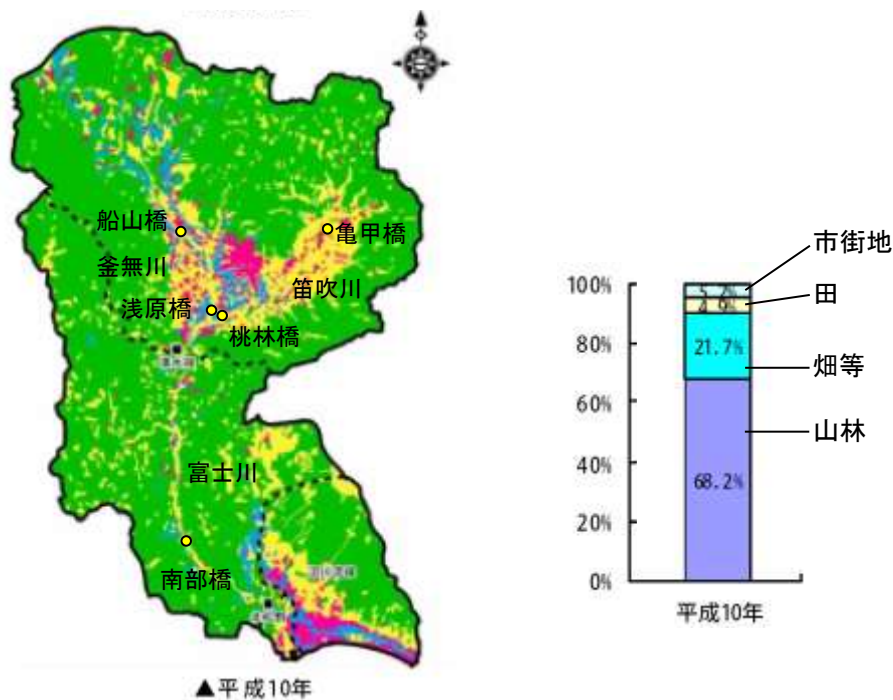 船山橋
亀甲橋
釜無川
笛吹川
浅原橋
桃林橋
富士川
南部橋
▲平成10年
市街地
100%
田
80%
21.7%
畑等
60%
山林
40%
68.2%
20%
0%
平成10年